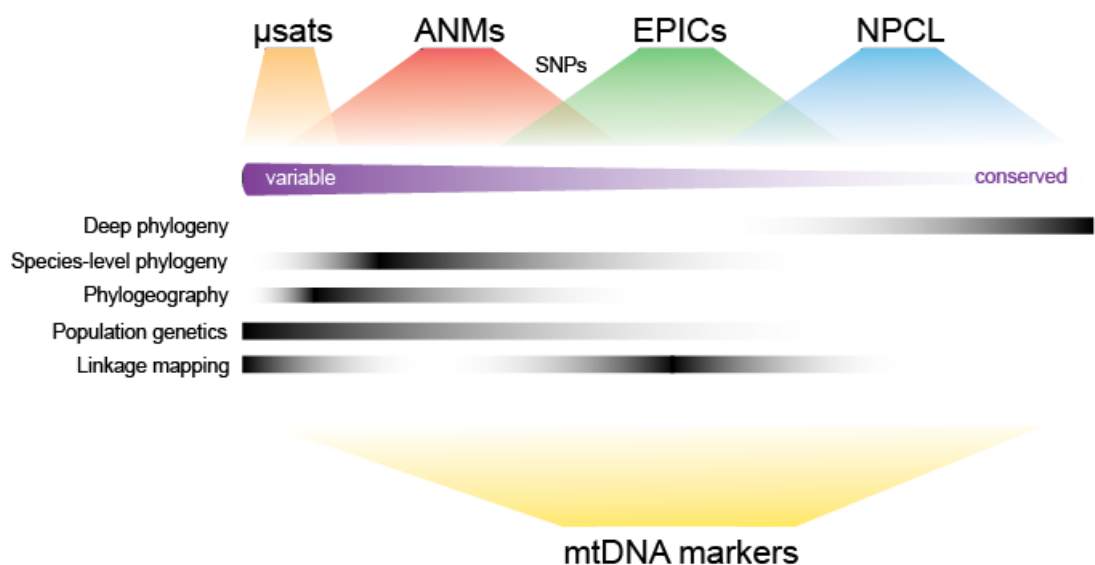 µsats
ANMs
EPICs
NPCL
SNPs
variable
conserved
Deep phylogeny
Species-level phylogeny
Phylogeography
Population genetics
Linkage mapping
mtDNA markers